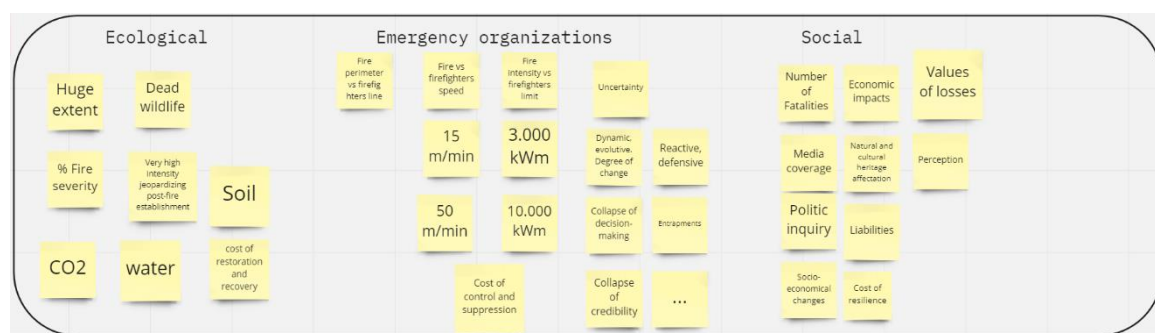 Ecological
Huge
extent
Dead
wildlife
% Fire
severity
Very high
intensity
jeopardizing
post-fire
establishment
Soil
CO2
water
cost of
restoration
and
recovery
Emergency organizations
Fire
perimeter
vs firefig
hters line
Fire vs
firefighters
speed
Fire
intensity vs
firefighters
limit
Uncertainty
15
m/min
3.000
kWm
Dynamic,
evolutive.
Degree of
change
Reactive,
defensive
50
m/min
10.000
kWm
Collapse of
decision-
making
Entrapments
Cost of
control and
suppression
Collapse
of
credibility
...
Social
Number
of
Fatalities
Economic
impacts
Values
of losses
Media
coverage
Natural and
cultural
heritage
affectation
Perception
Politic
inquiry
Liabilities
Socio-
economical
changes
Cost of
resilience